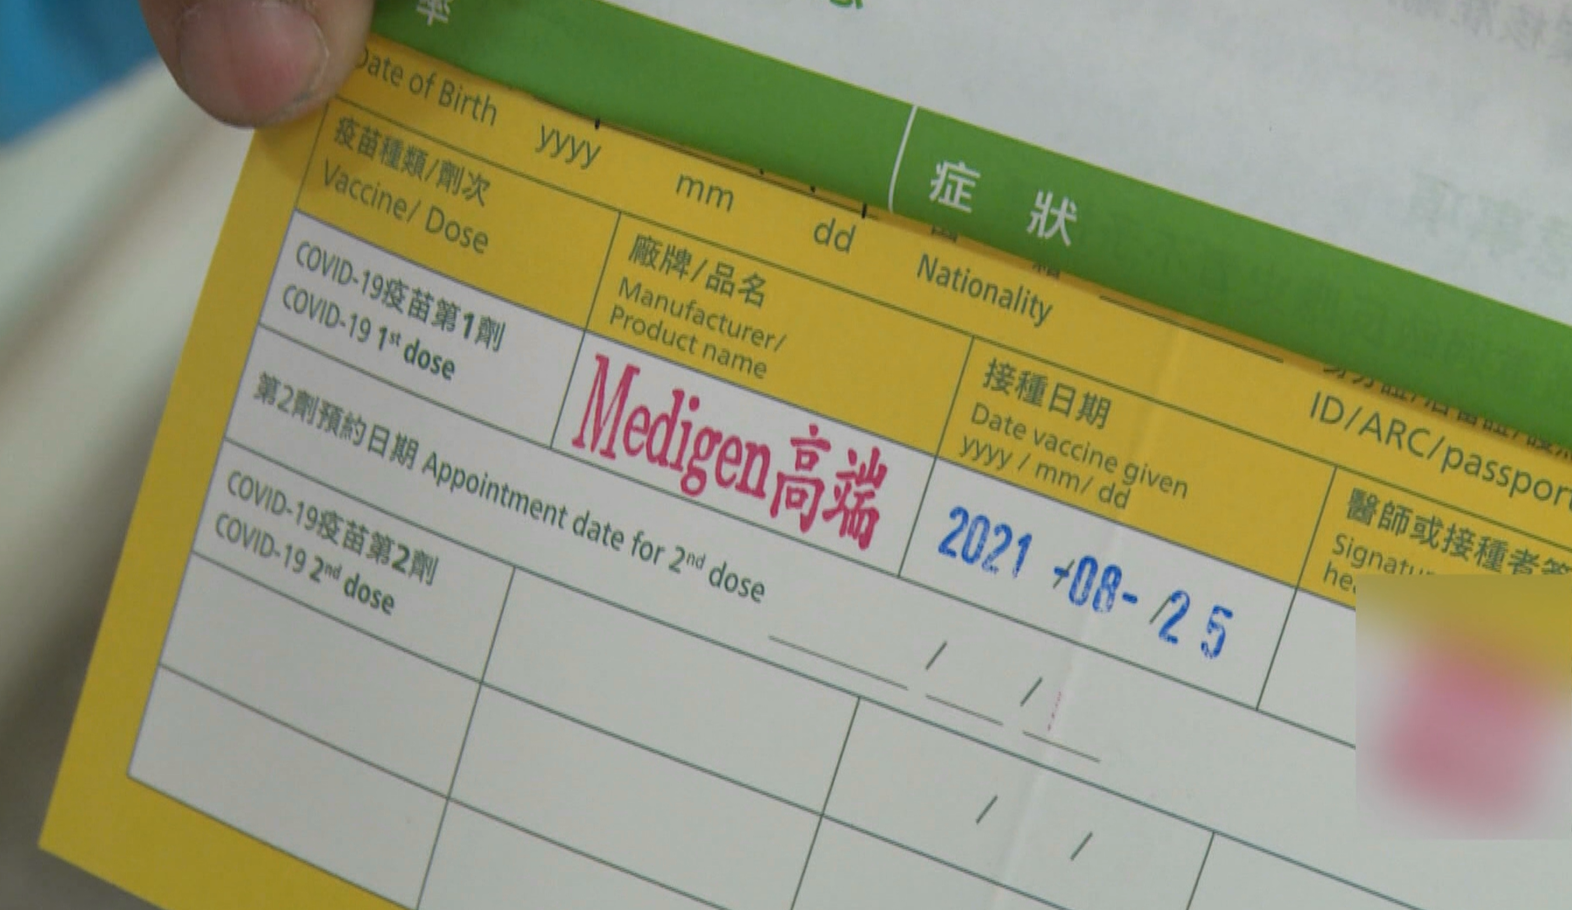 率
症 狀
Date of Birth yyyy mm dd Nationality
ID/ARC/passport
疫苗種類/劑次
Vaccine/ Dose
廠牌/品名
Manufacturer/
Product name
接種日期
Date vaccine given
yyyy / mm/ dd
醫師或接種者簽
COVID-19疫苗第1劑
COVID-19 1st dose
Medigen高端
2021 -08- 25
第2劑預約日期 Appointment date for 2nd dose / /
COVID-19疫苗第2劑
COVID-19 2nd dose
/ /